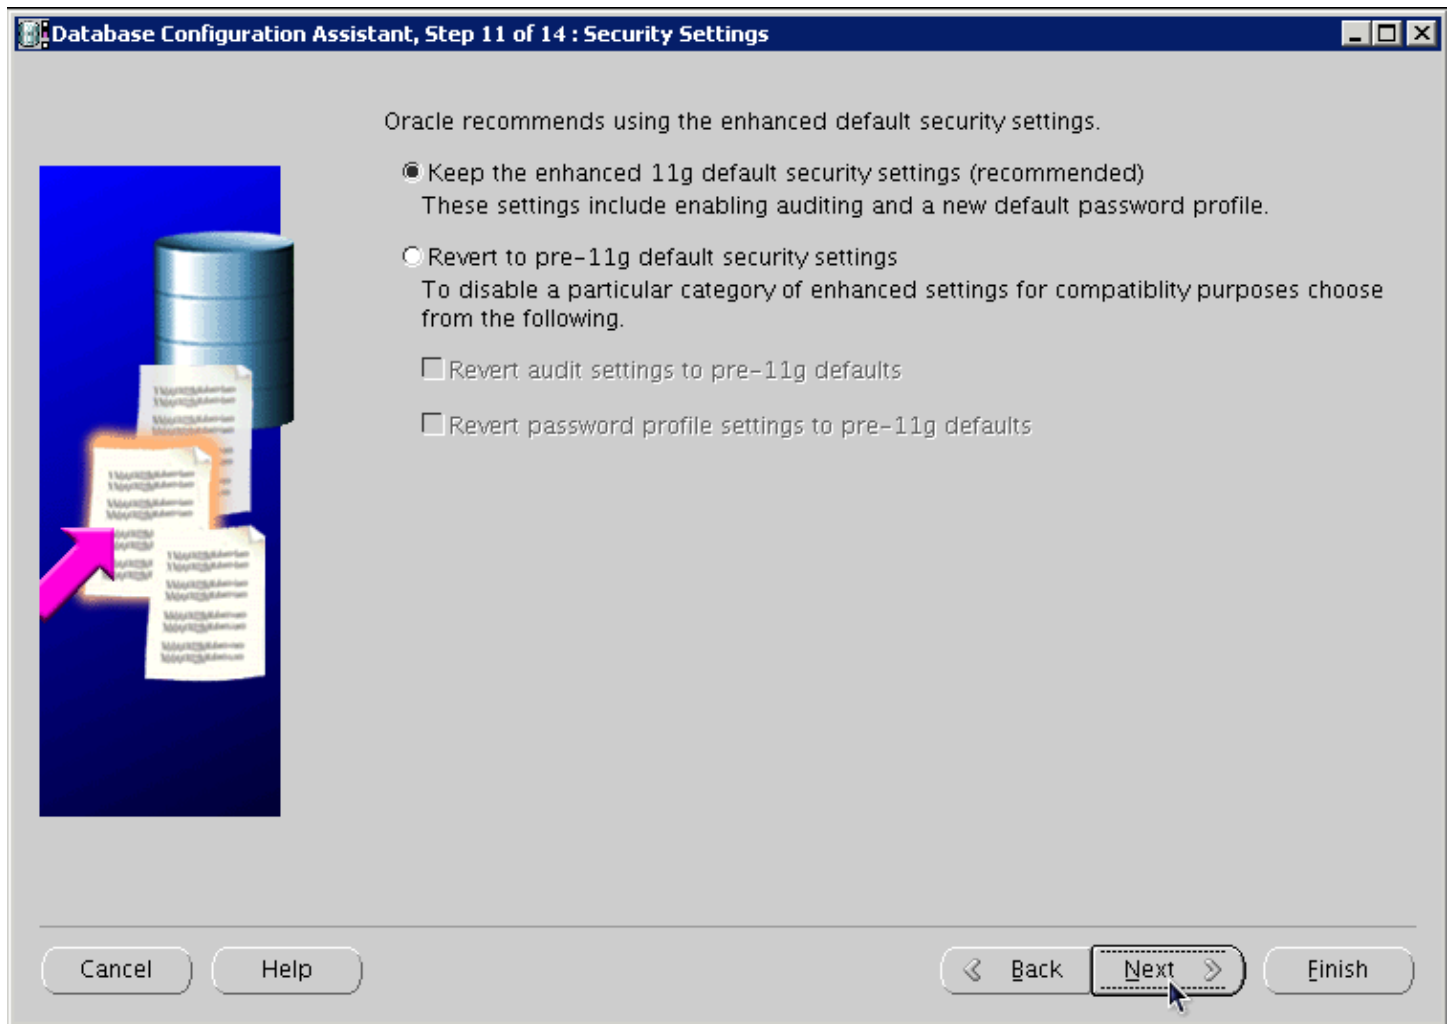 Database Configuration Assistant, Step 11 of 14 : Security Settings
Oracle recommends using the enhanced default security settings.
Keep the enhanced 11g default security settings (recommended)
These settings include enabling auditing and a new default password profile.
Revert to pre-11g default security settings
To disable a particular category of enhanced settings for compatiblity purposes choose
from the following.
Revert audit settings to pre-11g defaults
Revert password profile settings to pre-11g defaults
Cancel
Help
Back
Next
Finish